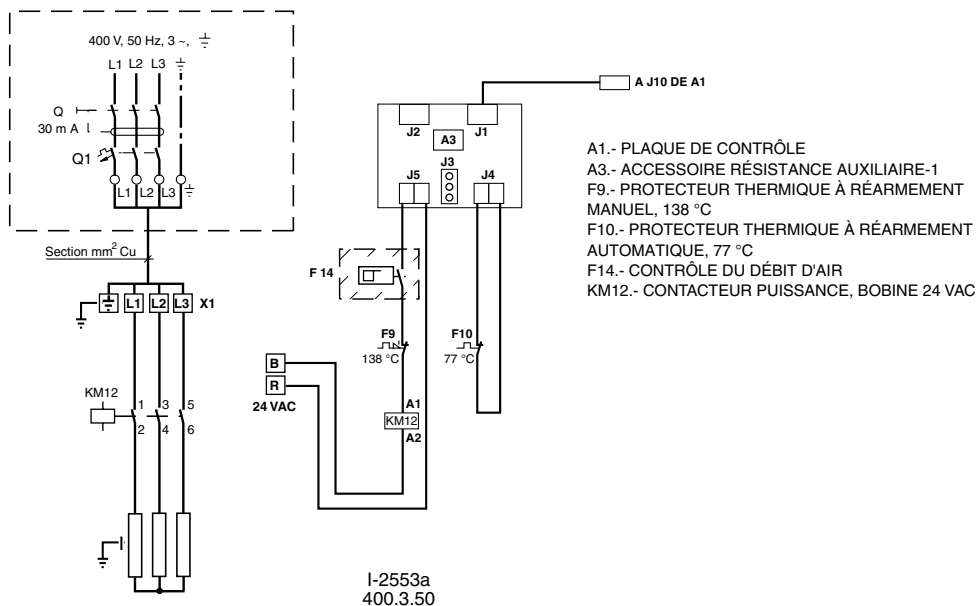 400 V, 50 Hz, 3 ~,
L1 L2 L3
Q
30 m A
Q1
L1 L2 L3
Section mm² Cu
L1 L2 L3 X1
KM12
1 3 5
2 4 6
A J10 DE A1
J2 J1
A3
J3
J5 J4
F 14
F9
138 °C
F10
77 °C
B
R
24 VAC
A1
KM12
A2
A1.- PLAQUE DE CONTRÔLE
A3.- ACCESSOIRE RÉSISTANCE AUXILIAIRE-1
F9.- PROTECTEUR THERMIQUE À RÉARMEMENT
MANUEL, 138 °C
F10.- PROTECTEUR THERMIQUE À RÉARMEMENT
AUTOMATIQUE, 77 °C
F14.- CONTRÔLE DU DÉBIT D'AIR
KM12.- CONTACTEUR PUISSANCE, BOBINE 24 VAC
I-2553a
400.3.50